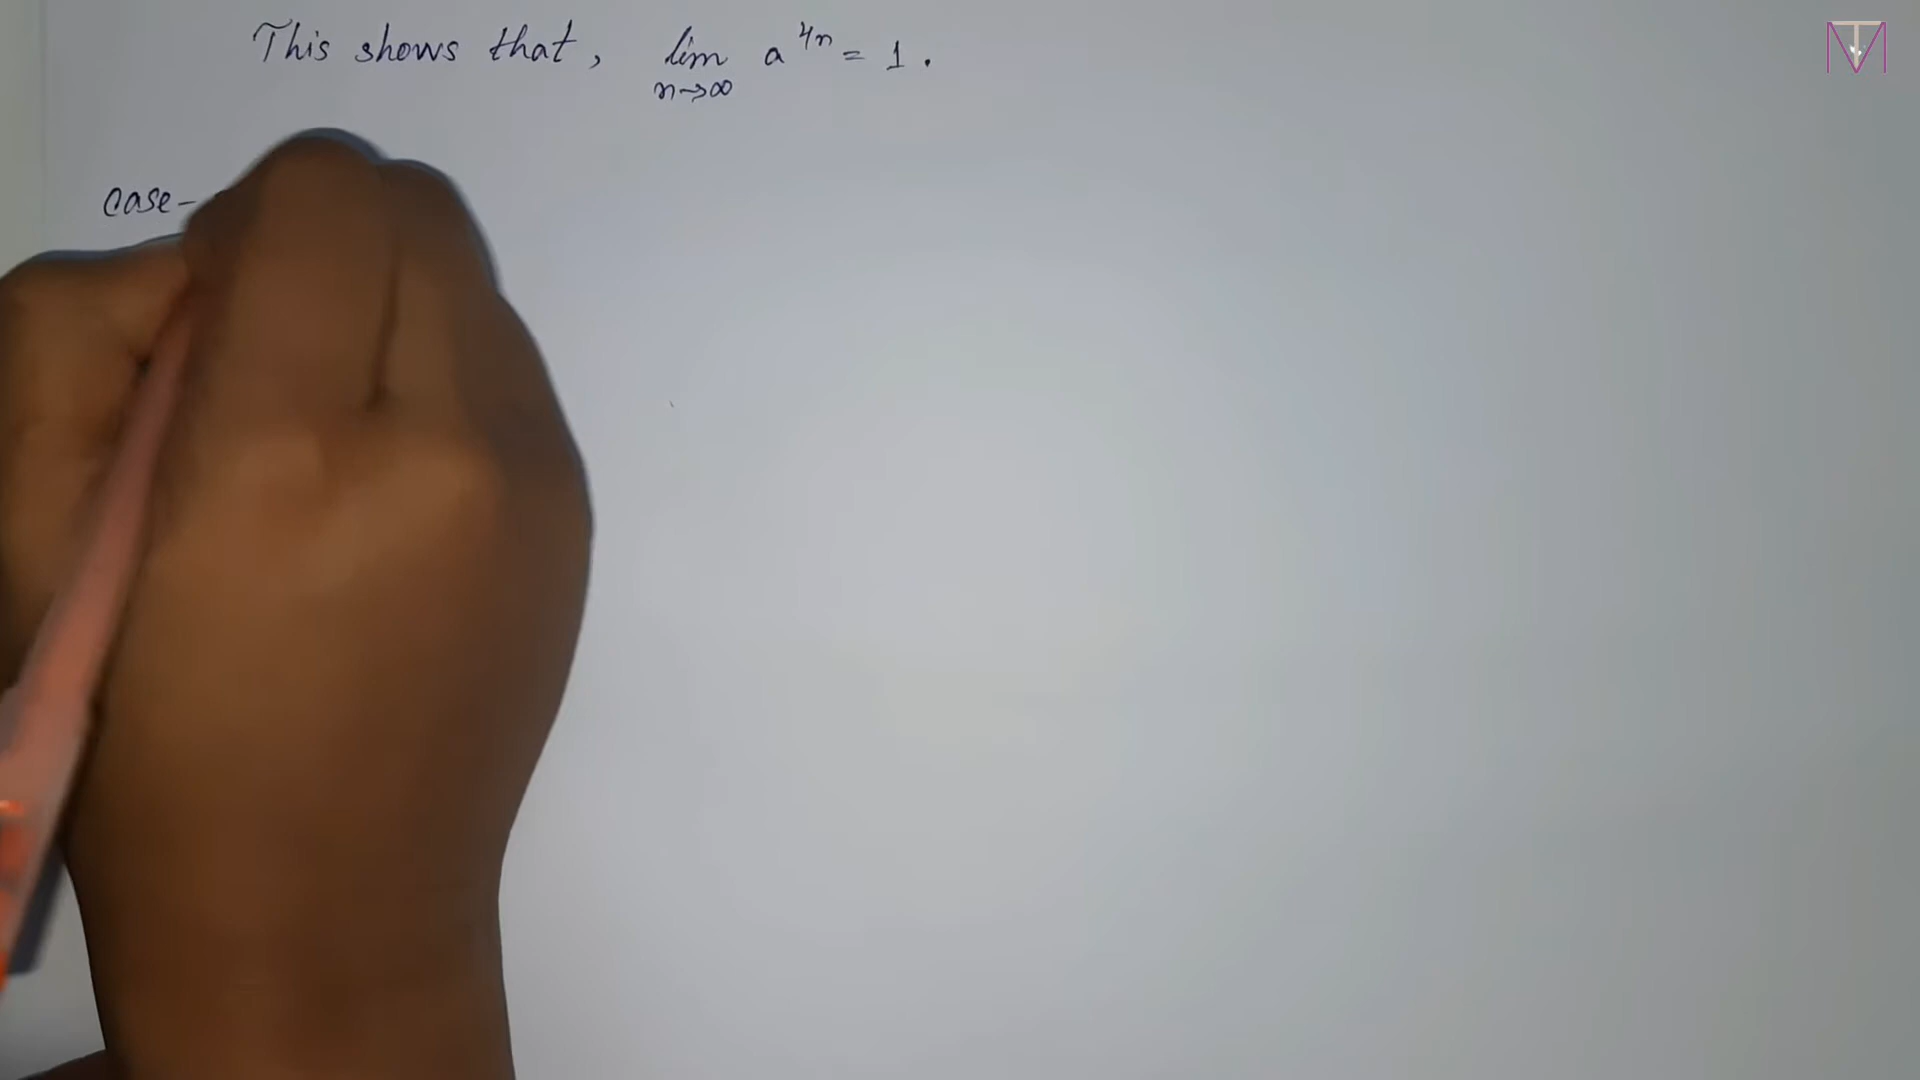 This shows that, lim a^{1/n} = 1.
n→∞
case-